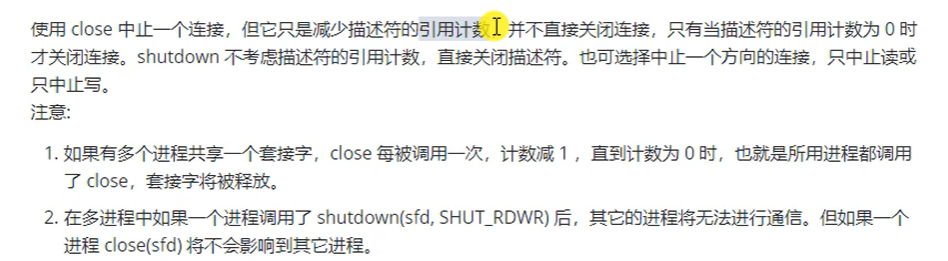 使用 close 中止一个连接，但它只是减少描述符的引用计数，并不直接关闭连接，只有当描述符的引用计数为 0 时
才关闭连接。shutdown 不考虑描述符的引用计数，直接关闭描述符。也可选择中止一个方向的连接，只中止读或
只中止写。
注意:
1. 如果有多个进程共享一个套接字，close 每被调用一次，计数减 1 ，直到计数为 0 时，也就是所用进程都调用
了 close，套接字将被释放。
2. 在多进程中如果一个进程调用了 shutdown(sfd, SHUT_RDWR) 后，其它的进程将无法进行通信。但如果一个
进程 close(sfd) 将不会影响到其它进程。